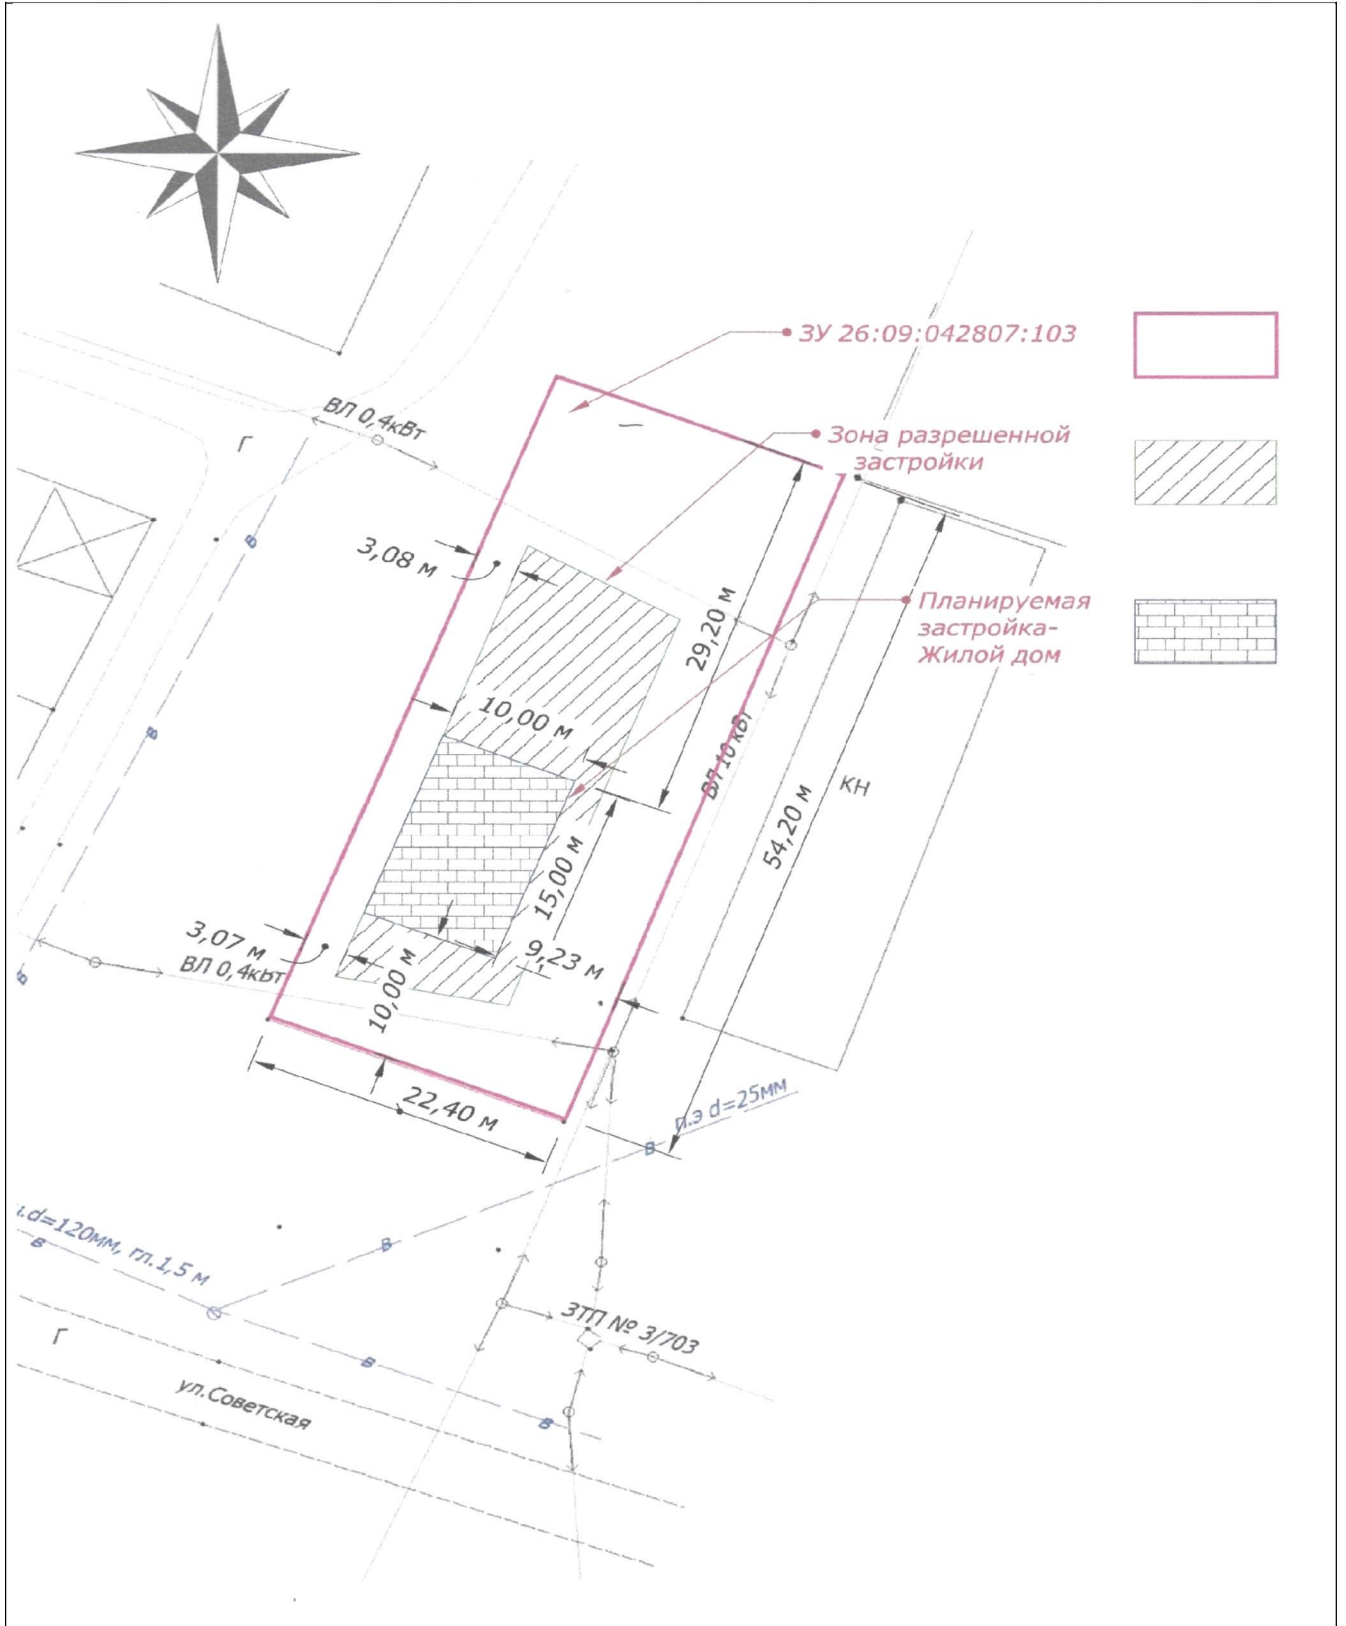 ЗУ 26:09:042807:103
ВЛ 0,4кВт
Г
Зона разрешенной
застройки
3,08 м
В
29,20 м
Планируемая
застройка-
Жилой дом
10,00 м
В
ВЛ 10 кВт
КН
54,20 м
15,00 м
3,07 м
ВЛ 0,4кВт
9,23 м
В
10,00 м
22,40 м
п.э d=25мм
В
d=120мм, гл.1,5 м
В
В
ЗТП № 3/703
Г
В
ул.Советская
В